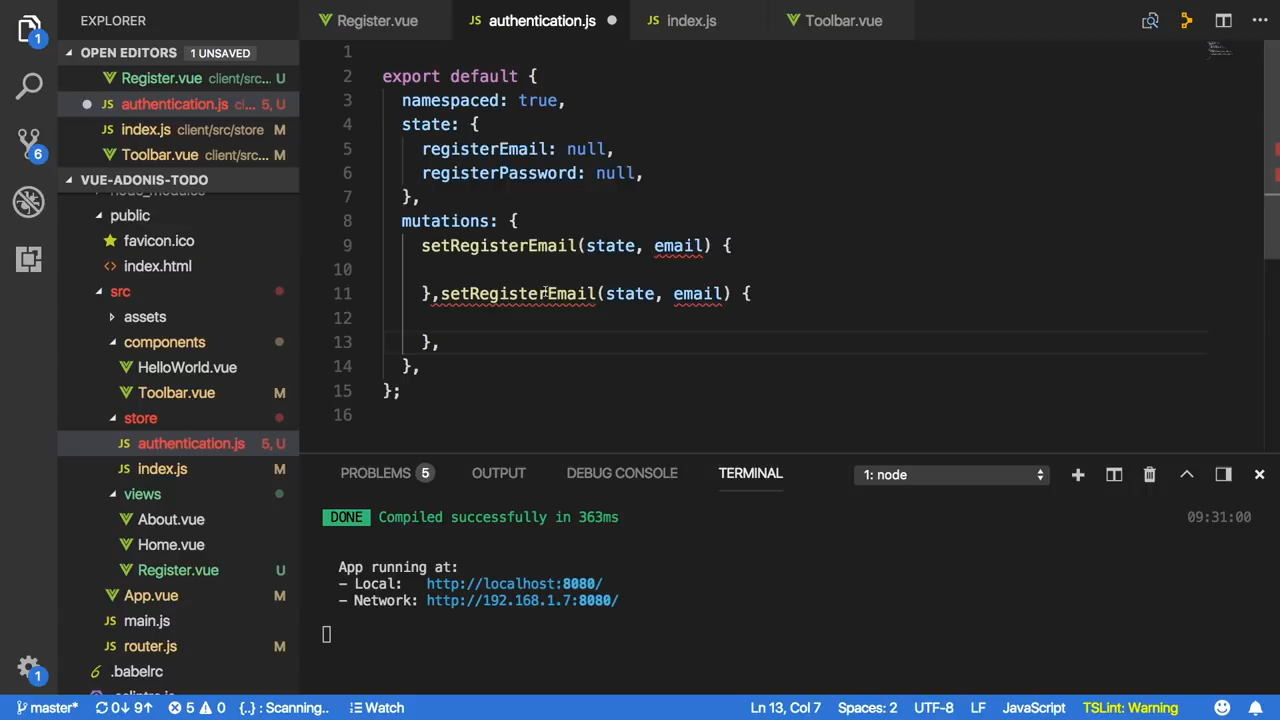 EXPLORER
Register.vue
authentication.js
index.js
Toolbar.vue
OPEN EDITORS 1 UNSAVED
Register.vue client/src... U
authentication.js cl... 5, U
index.js client/src/store M
Toolbar.vue client/src... M
VUE-ADONIS-TODO
node_modules
public
favicon.ico
index.html
src
assets
components
HelloWorld.vue
Toolbar.vue M
store
authentication.js 5, U
index.js M
views
About.vue
Home.vue
Register.vue U
App.vue M
main.js
router.js M
.babelrc
1
2 export default {
3 namespaced: true,
4 state: {
5 registerEmail: null,
6 registerPassword: null,
7 },
8 mutations: {
9 setRegisterEmail(state, email) {
10
11 },setRegisterEmail(state, email) {
12
13 },
14 },
15 };
16
PROBLEMS 5 OUTPUT DEBUG CONSOLE TERMINAL 1: node
DONE Compiled successfully in 363ms 09:31:00
App running at:
- Local: http://localhost:8080/
- Network: http://192.168.1.7:8080/
1
6
1
master* 0↓ 9↑ 5 0 {..} : Scanning.. Watch Ln 13, Col 7 Spaces: 2 UTF-8 LF JavaScript TSLint: Warning